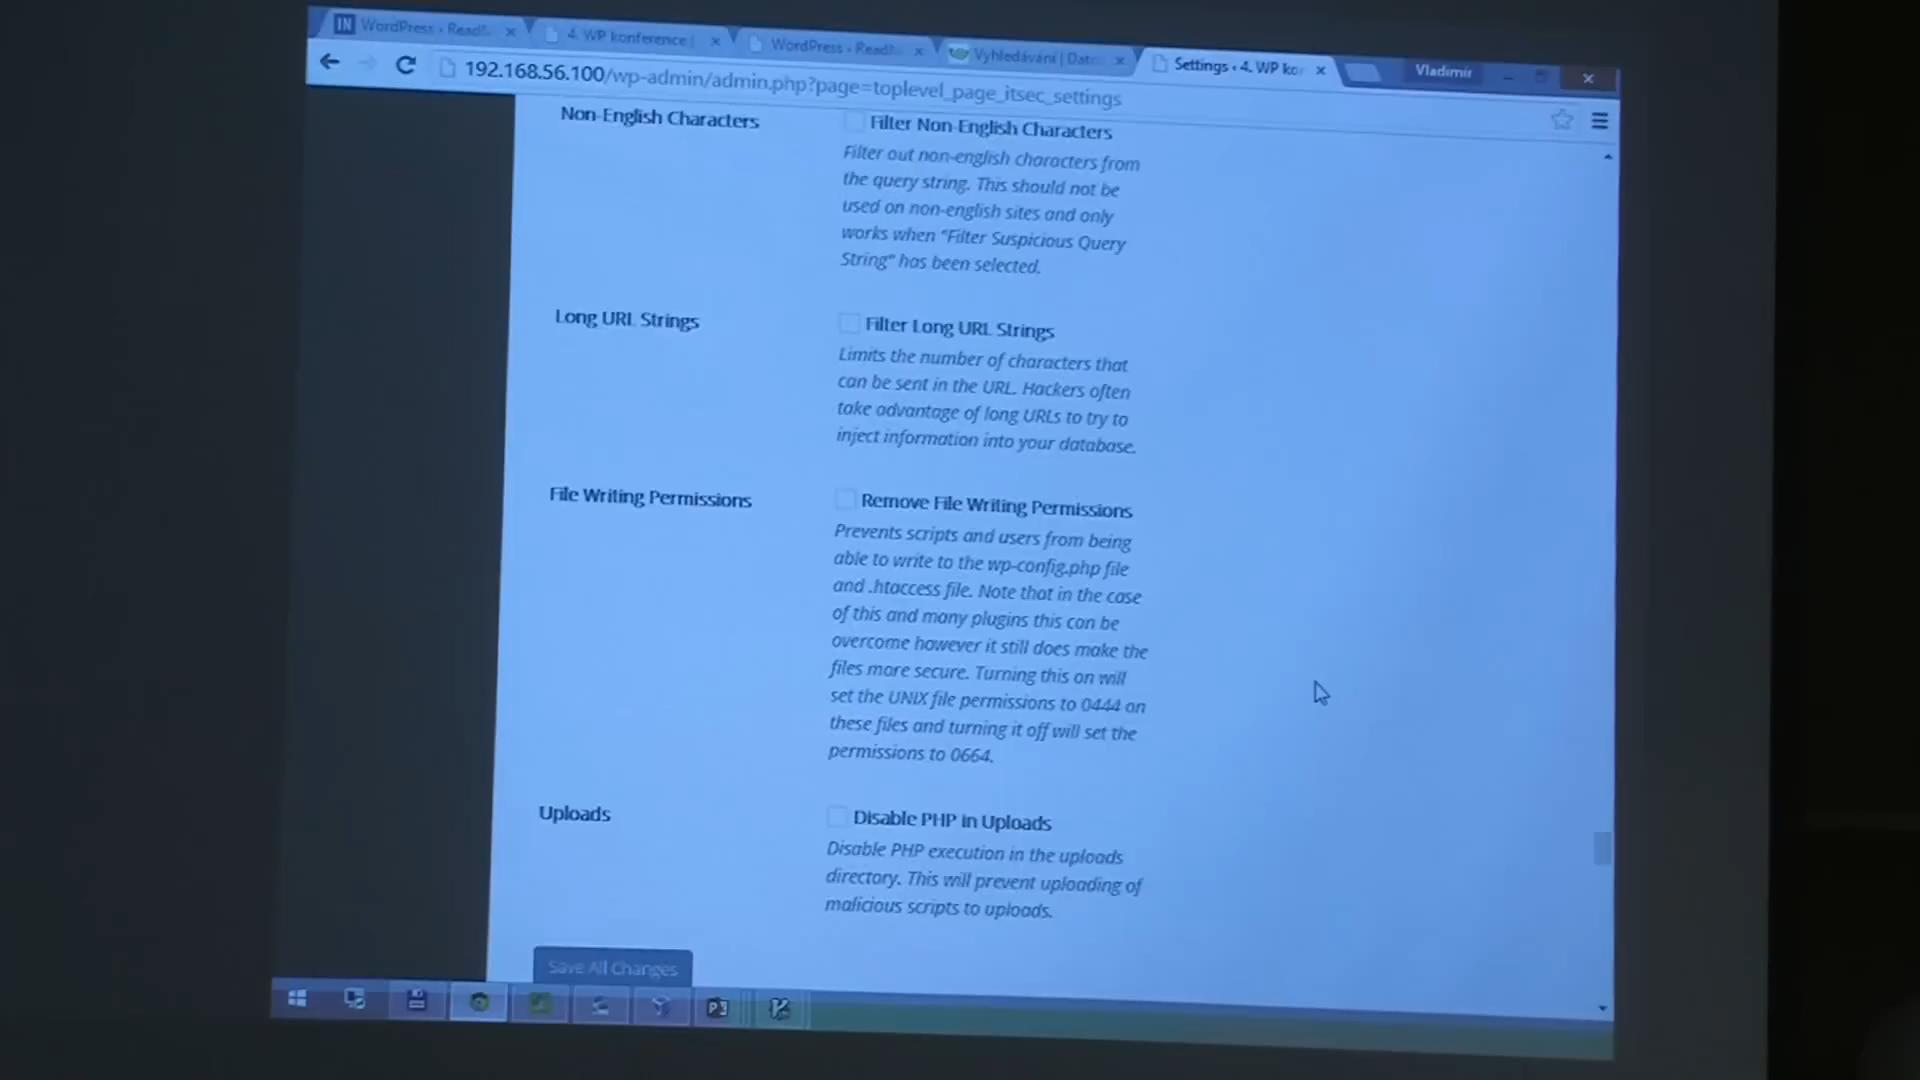 IN WordPress › Read
4. WP konference |
WordPress › Read
Vyhledávání | Dat
Settings ‹ 4. WP ko
Vladimír
192.168.56.100/wp-admin/admin.php?page=toplevel_page_itsec_settings
Non-English Characters
Filter Non-English Characters
Filter out non-english characters from
the query string. This should not be
used on non-english sites and only
works when "Filter Suspicious Query
String" has been selected.
Long URL Strings
Filter Long URL Strings
Limits the number of characters that
can be sent in the URL. Hackers often
take advantage of long URLs to try to
inject information into your database.
File Writing Permissions
Remove File Writing Permissions
Prevents scripts and users from being
able to write to the wp-config.php file
and .htaccess file. Note that in the case
of this and many plugins this can be
overcome however it still does make the
files more secure. Turning this on will
set the UNIX file permissions to 0444 on
these files and turning it off will set the
permissions to 0664.
Uploads
Disable PHP in Uploads
Disable PHP execution in the uploads
directory. This will prevent uploading of
malicious scripts to uploads.
Save All Changes